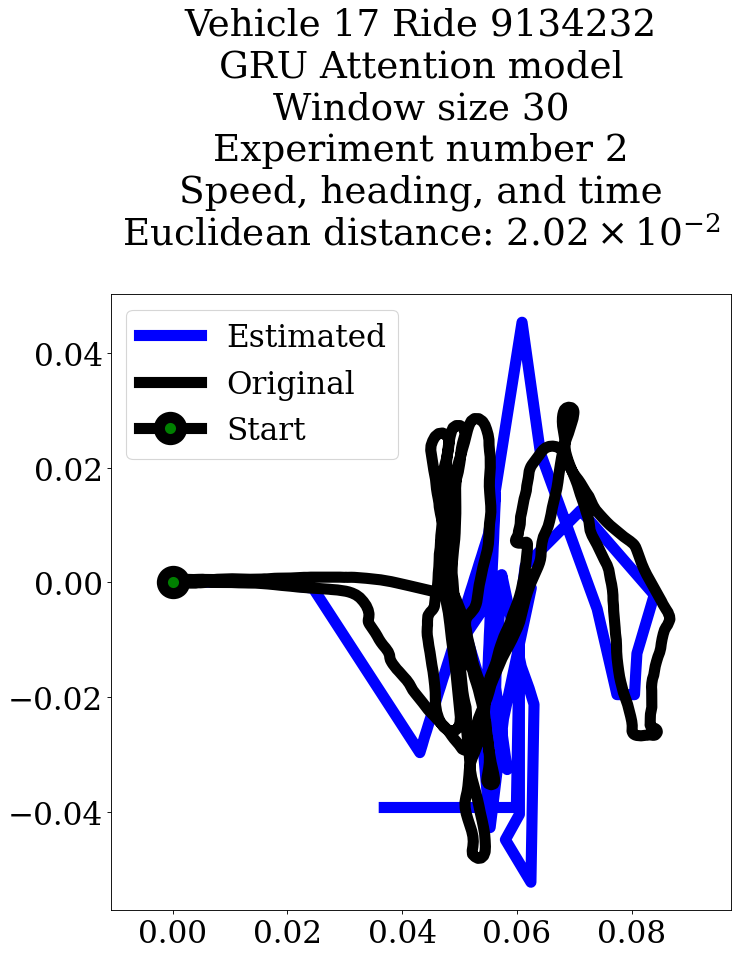 Vehicle 17 Ride 9134232
GRU Attention model
Window size 30
Experiment number 2
Speed, heading, and time
Euclidean distance: 2.02 × 10⁻²
Estimated
Original
Start
0.04
0.02
0.00
−0.02
−0.04
0.00 0.02 0.04 0.06 0.08